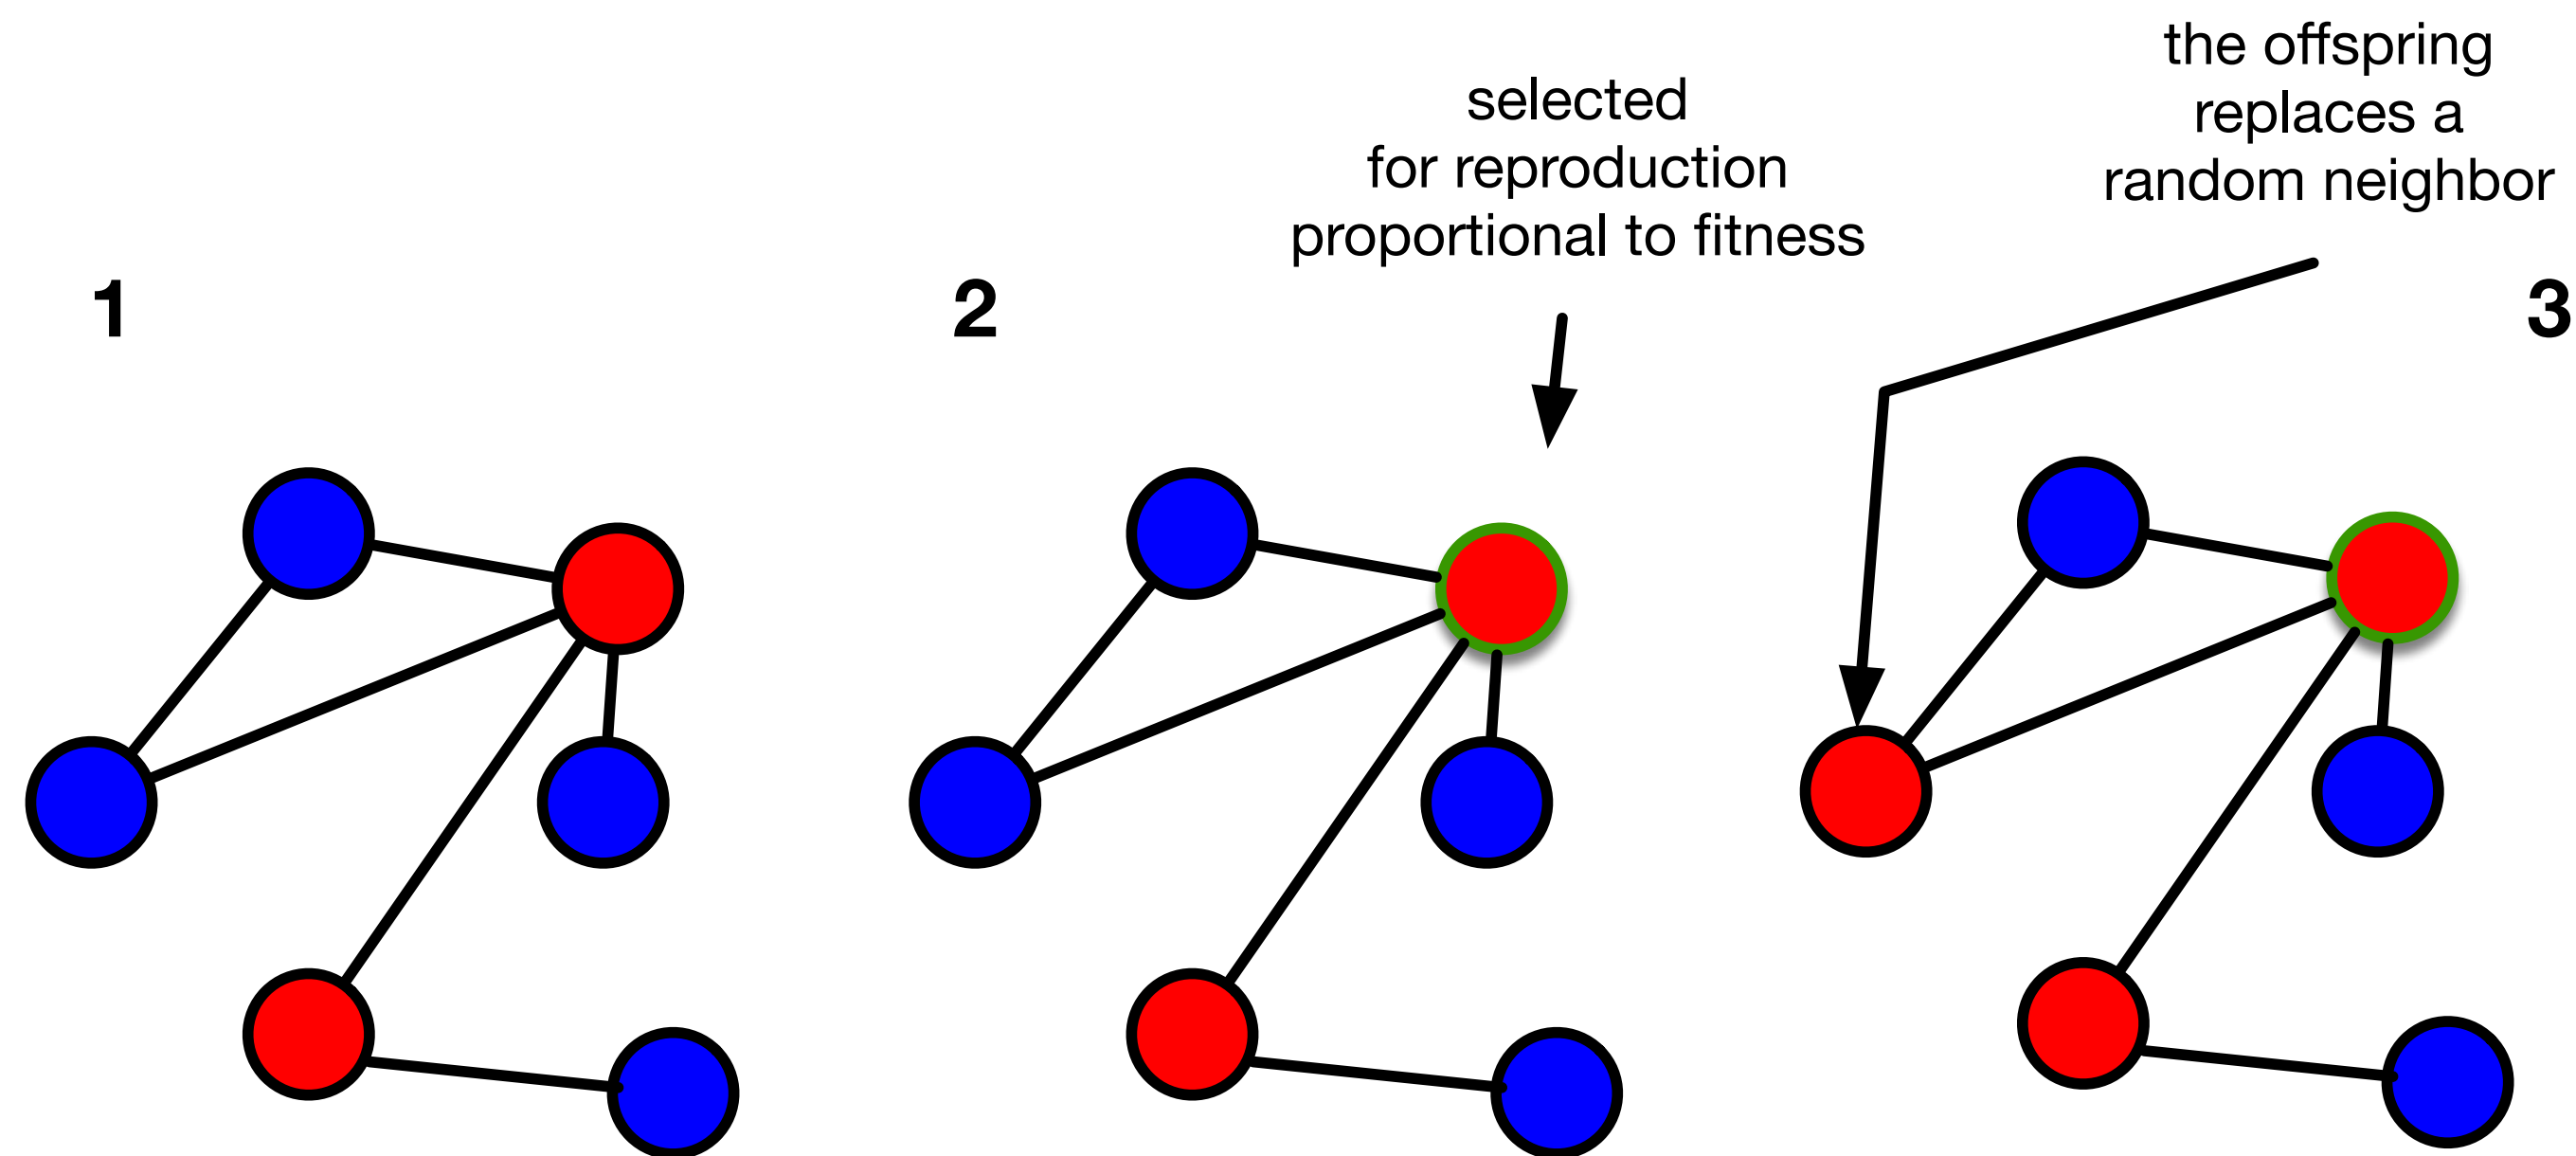 the offspring
replaces a
random neighbor
selected
for reproduction
proportional to fitness
1
2
3